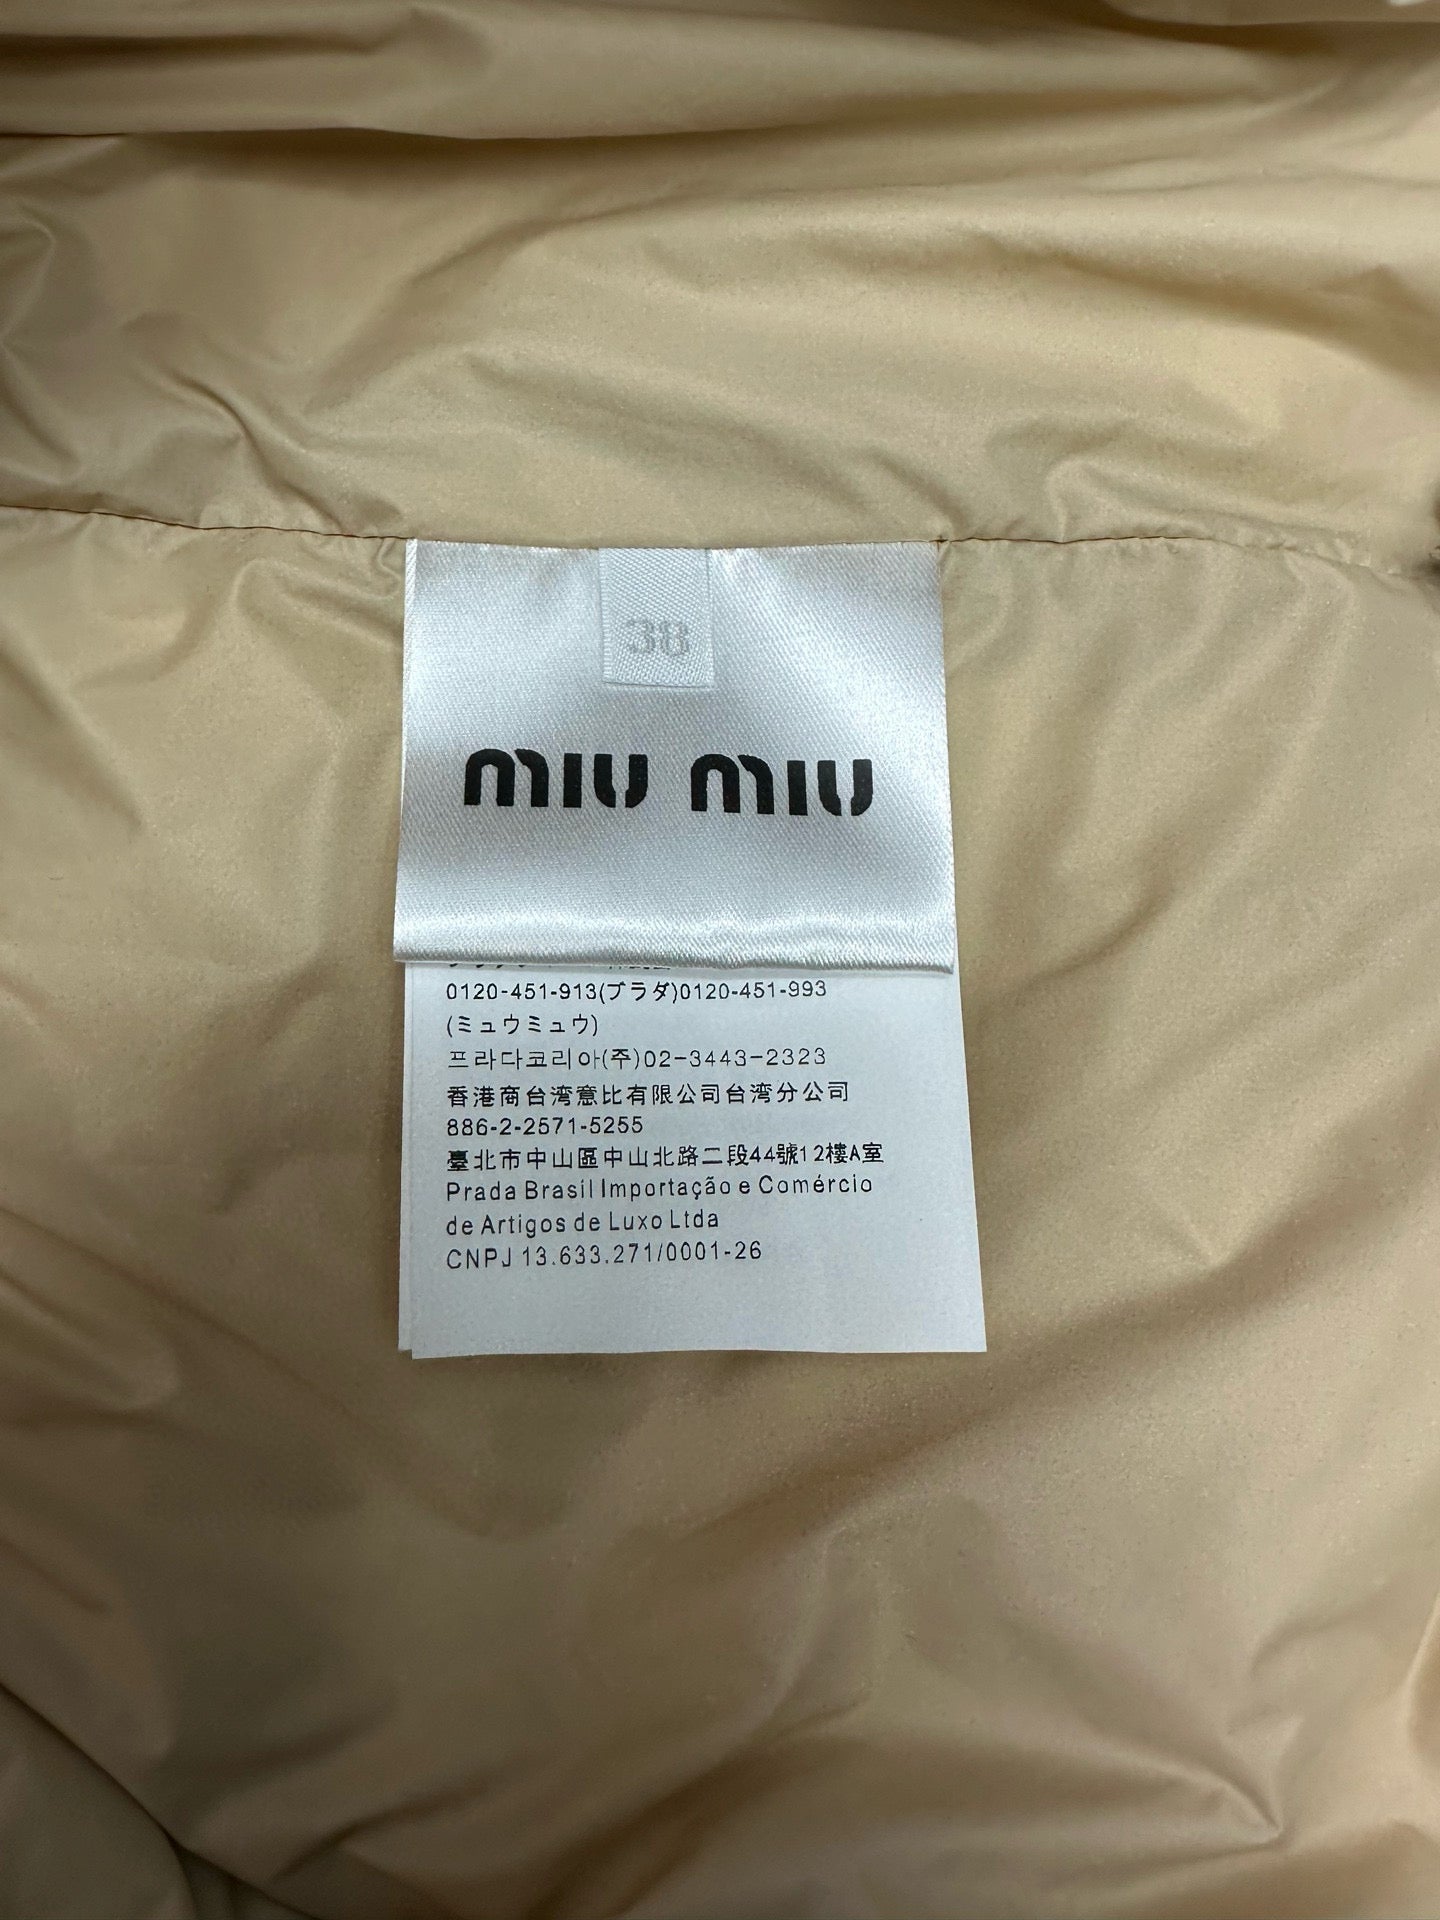 38
miu miu
0120-451-913(プラダ)0120-451-993
(ミュウミュウ)
프라다코리아(주)02-3443-2323
香港商台湾意比有限公司台湾分公司
886-2-2571-5255
臺北市中山區中山北路二段44號12樓A室
Prada Brasil Importação e Comércio
de Artigos de Luxo Ltda
CNPJ 13.633.271/0001-26